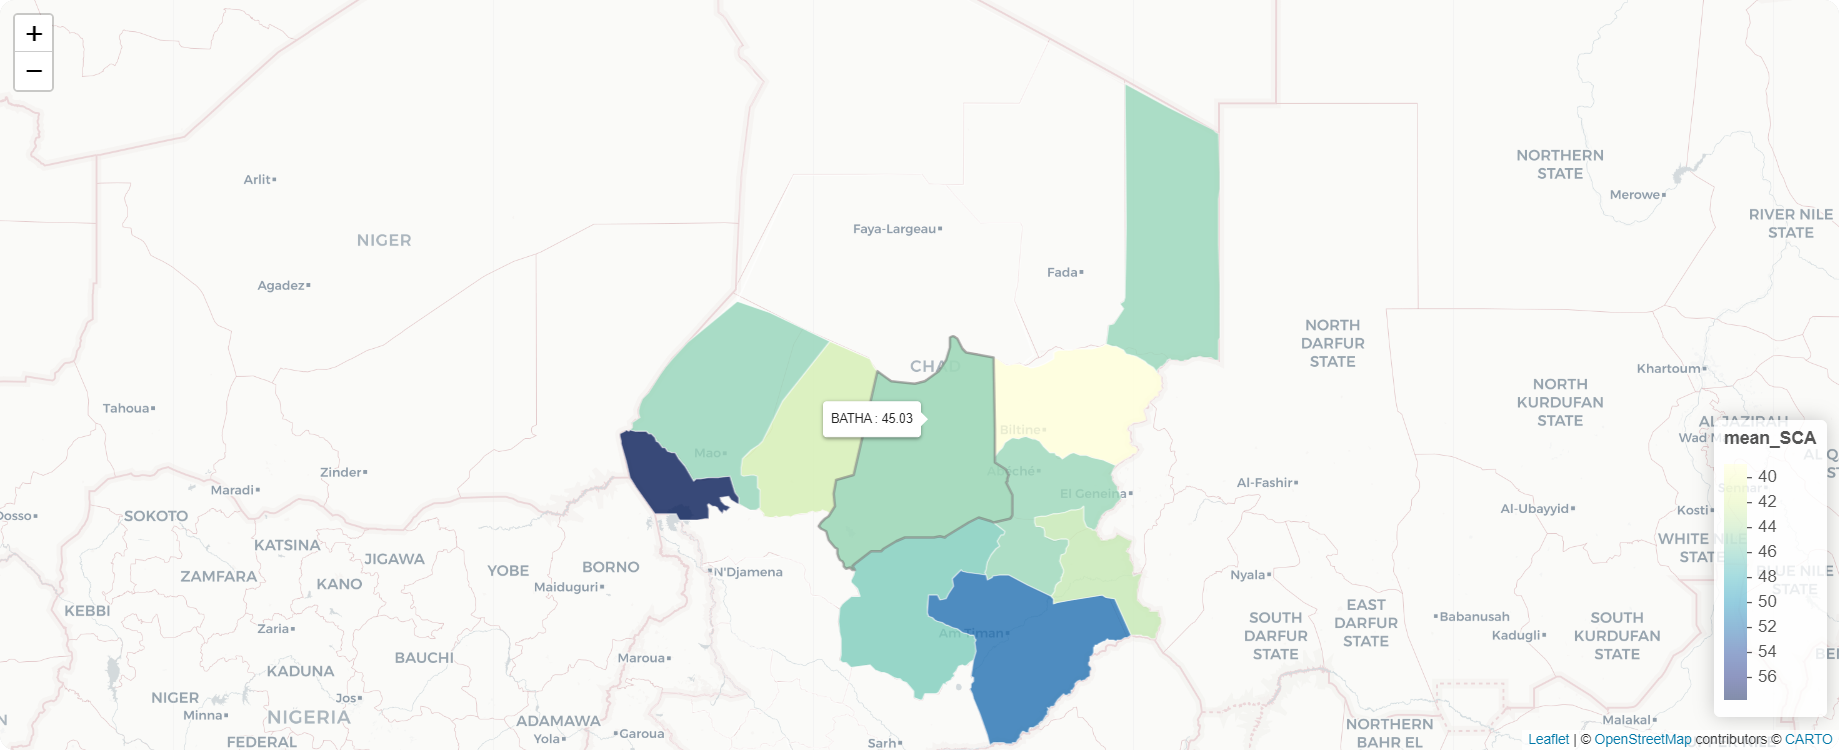 +
−
NORTHERN
STATE
Arlit
Merowe
RIVER NILE
STATE
Faya-Largeau
NIGER
Fada
Agadez
NORTH
DARFUR
STATE
CHAD
Khartoum
NORTH
KURDUFAN
STATE
Tahoua
BATHA : 45.03
AL JAZIRAH
Biltine
Wad M
mean_SCA
Mao
Abéché
Zinder
40
Maradi
El Geneina
Al-Fashir
42
Dosso
SOKOTO
Al-Ubayyid
Kosti
44
KATSINA
WHITE NILE
STATE
46
JIGAWA
YOBE
BORNO
N'Djamena
BLUE NILE
STATE
ZAMFARA
KANO
Maiduguri
Nyala
48
KEBBI
50
EAST
DARFUR
STATE
SOUTH
DARFUR
STATE
Babanusah
SOUTH
KURDUFAN
STATE
Zaria
Am Timan
Kadugli
52
BAUCHI
Maroua
54
KADUNA
56
NIGER
Jos
Minna
NIGERIA
ADAMAWA
Malakal
NORTHERN
BAHR EL
Yola
Garoua
Sarh
FEDERAL
Leaflet | © OpenStreetMap contributors © CARTO